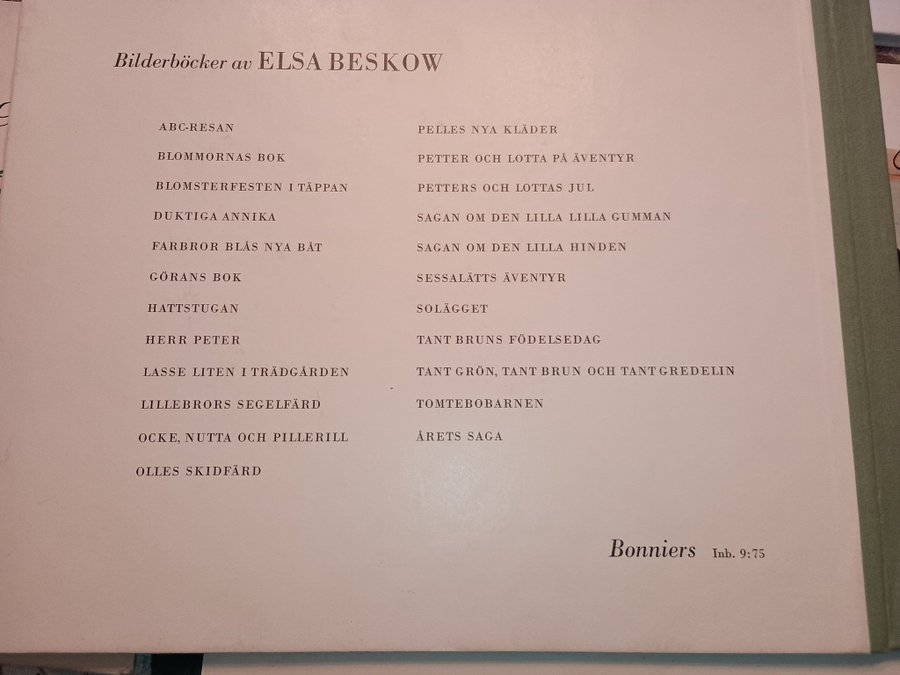 Bilderböcker av ELSA BESKOW
ABC-RESAN
BLOMMORNAS BOK
BLOMSTERFESTEN I TÄPPAN
DUKTIGA ANNIKA
FARBROR BLÅS NYA BÅT
GÖRANS BOK
HATTSTUGAN
HERR PETER
LASSE LITEN I TRÄDGÅRDEN
LILLEBRORS SEGELFÄRD
OCKE, NUTTA OCH PILLERILL
OLLES SKIDFÄRD
PELLES NYA KLÄDER
PETTER OCH LOTTA PÅ ÄVENTYR
PETTERS OCH LOTTAS JUL
SAGAN OM DEN LILLA LILLA GUMMAN
SAGAN OM DEN LILLA HINDEN
SESSALÄTTS ÄVENTYR
SOLÄGGET
TANT BRUNS FÖDELSEDAG
TANT GRÖN, TANT BRUN OCH TANT GREDELIN
TOMTEBOBARNEN
ÅRETS SAGA
Bonniers Inb. 9:75